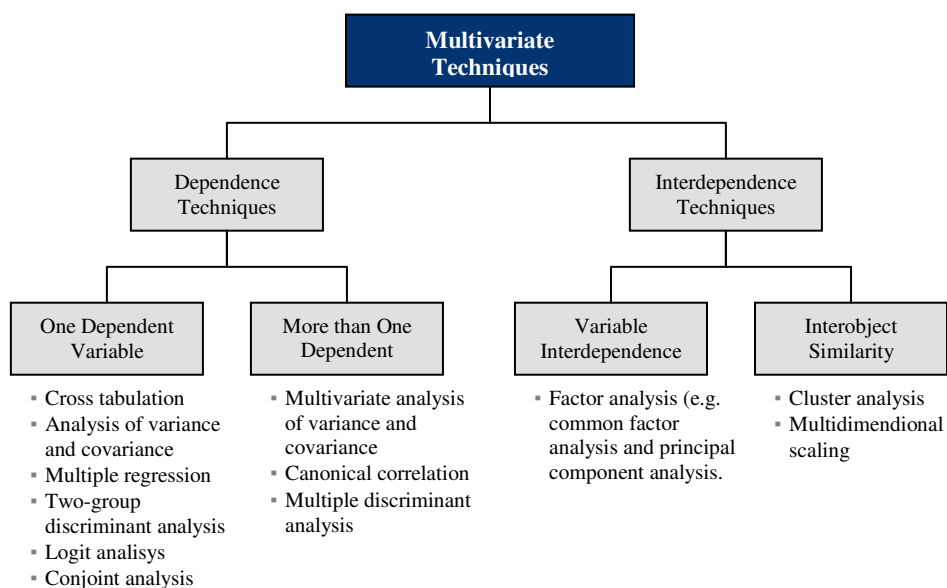 Multivariate
Techniques
Dependence
Techniques
Interdependence
Techniques
One Dependent
Variable
More than One
Dependent
Variable
Interdependence
Interobject
Similarity
▪ Cross tabulation
▪ Analysis of variance
and covariance
▪ Multiple regression
▪ Two-group
discriminant analysis
▪ Logit analisys
▪ Conjoint analysis
▪ Multivariate analysis
of variance and
covariance
▪ Canonical correlation
▪ Multiple discriminant
analysis
▪ Factor analysis (e.g.
common factor
analysis and principal
component analysis.
▪ Cluster analysis
▪ Multidimendional
scaling